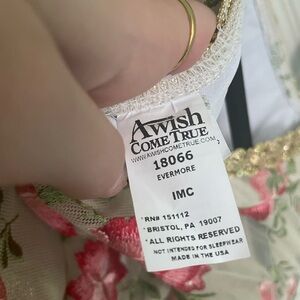 A wish
COME TRUE
WWW.AWISHCOMETRUE.COM
18066
EVERMORE
IMC
* RN# 151112
* BRISTOL, PA 19007
* ALL RIGHTS RESERVED
NOT INTENDED FOR SLEEPWEAR
MADE IN THE USA